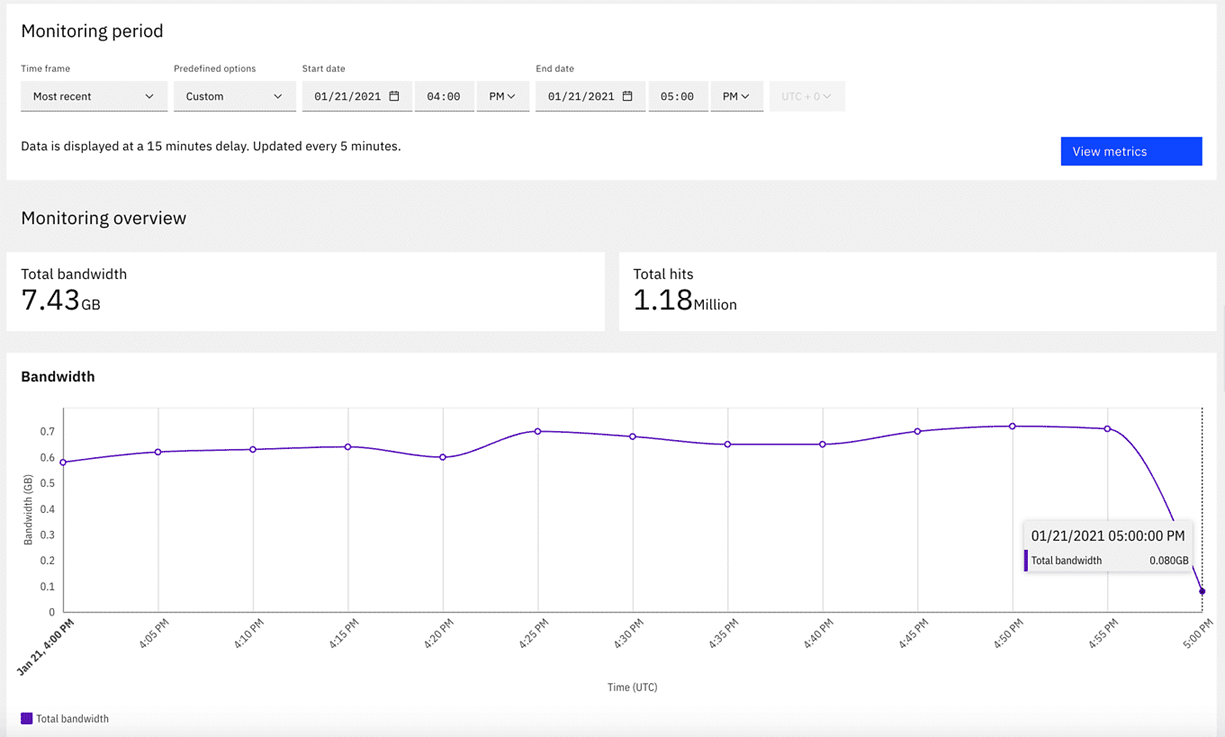 Monitoring period
Time frame Predefined options Start date End date
Most recent Custom 01/21/2021 04:00 PM 01/21/2021 05:00 PM UTC + 0
Data is displayed at a 15 minutes delay. Updated every 5 minutes.
View metrics
Monitoring overview
Total bandwidth
7.43GB
Total hits
1.18Million
Bandwidth
Bandwidth (GB)
0.7
0.6
0.5
0.4
0.3
0.2
0.1
0
01/21/2021 05:00:00 PM
Total bandwidth 0.080GB
Jan 21, 4:00 PM 4:05 PM 4:10 PM 4:15 PM 4:20 PM 4:25 PM 4:30 PM 4:35 PM 4:40 PM 4:45 PM 4:50 PM 4:55 PM 5:00 PM
Time (UTC)
Total bandwidth